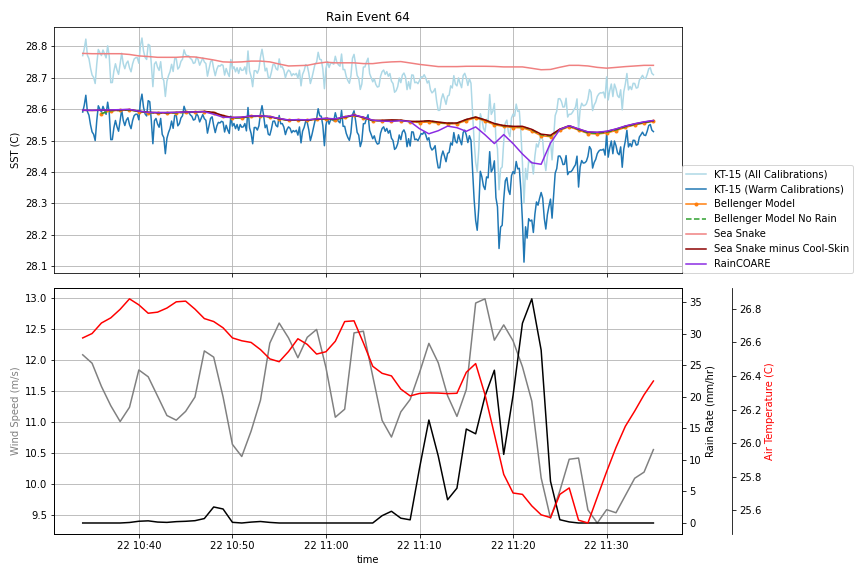 Rain Event 64
28.8
28.7
28.6
28.5
28.4
28.3
28.2
28.1
SST (C)
KT-15 (All Calibrations)
KT-15 (Warm Calibrations)
Bellenger Model
Bellenger Model No Rain
Sea Snake
Sea Snake minus Cool-Skin
RainCOARE
13.0
12.5
12.0
11.5
11.0
10.5
10.0
9.5
Wind Speed (m/s)
35
30
25
20
15
10
5
0
Rain Rate (mm/hr)
26.8
26.6
26.4
26.2
26.0
25.8
25.6
Air Temperature (C)
22 10:40 22 10:50 22 11:00 22 11:10 22 11:20 22 11:30
time